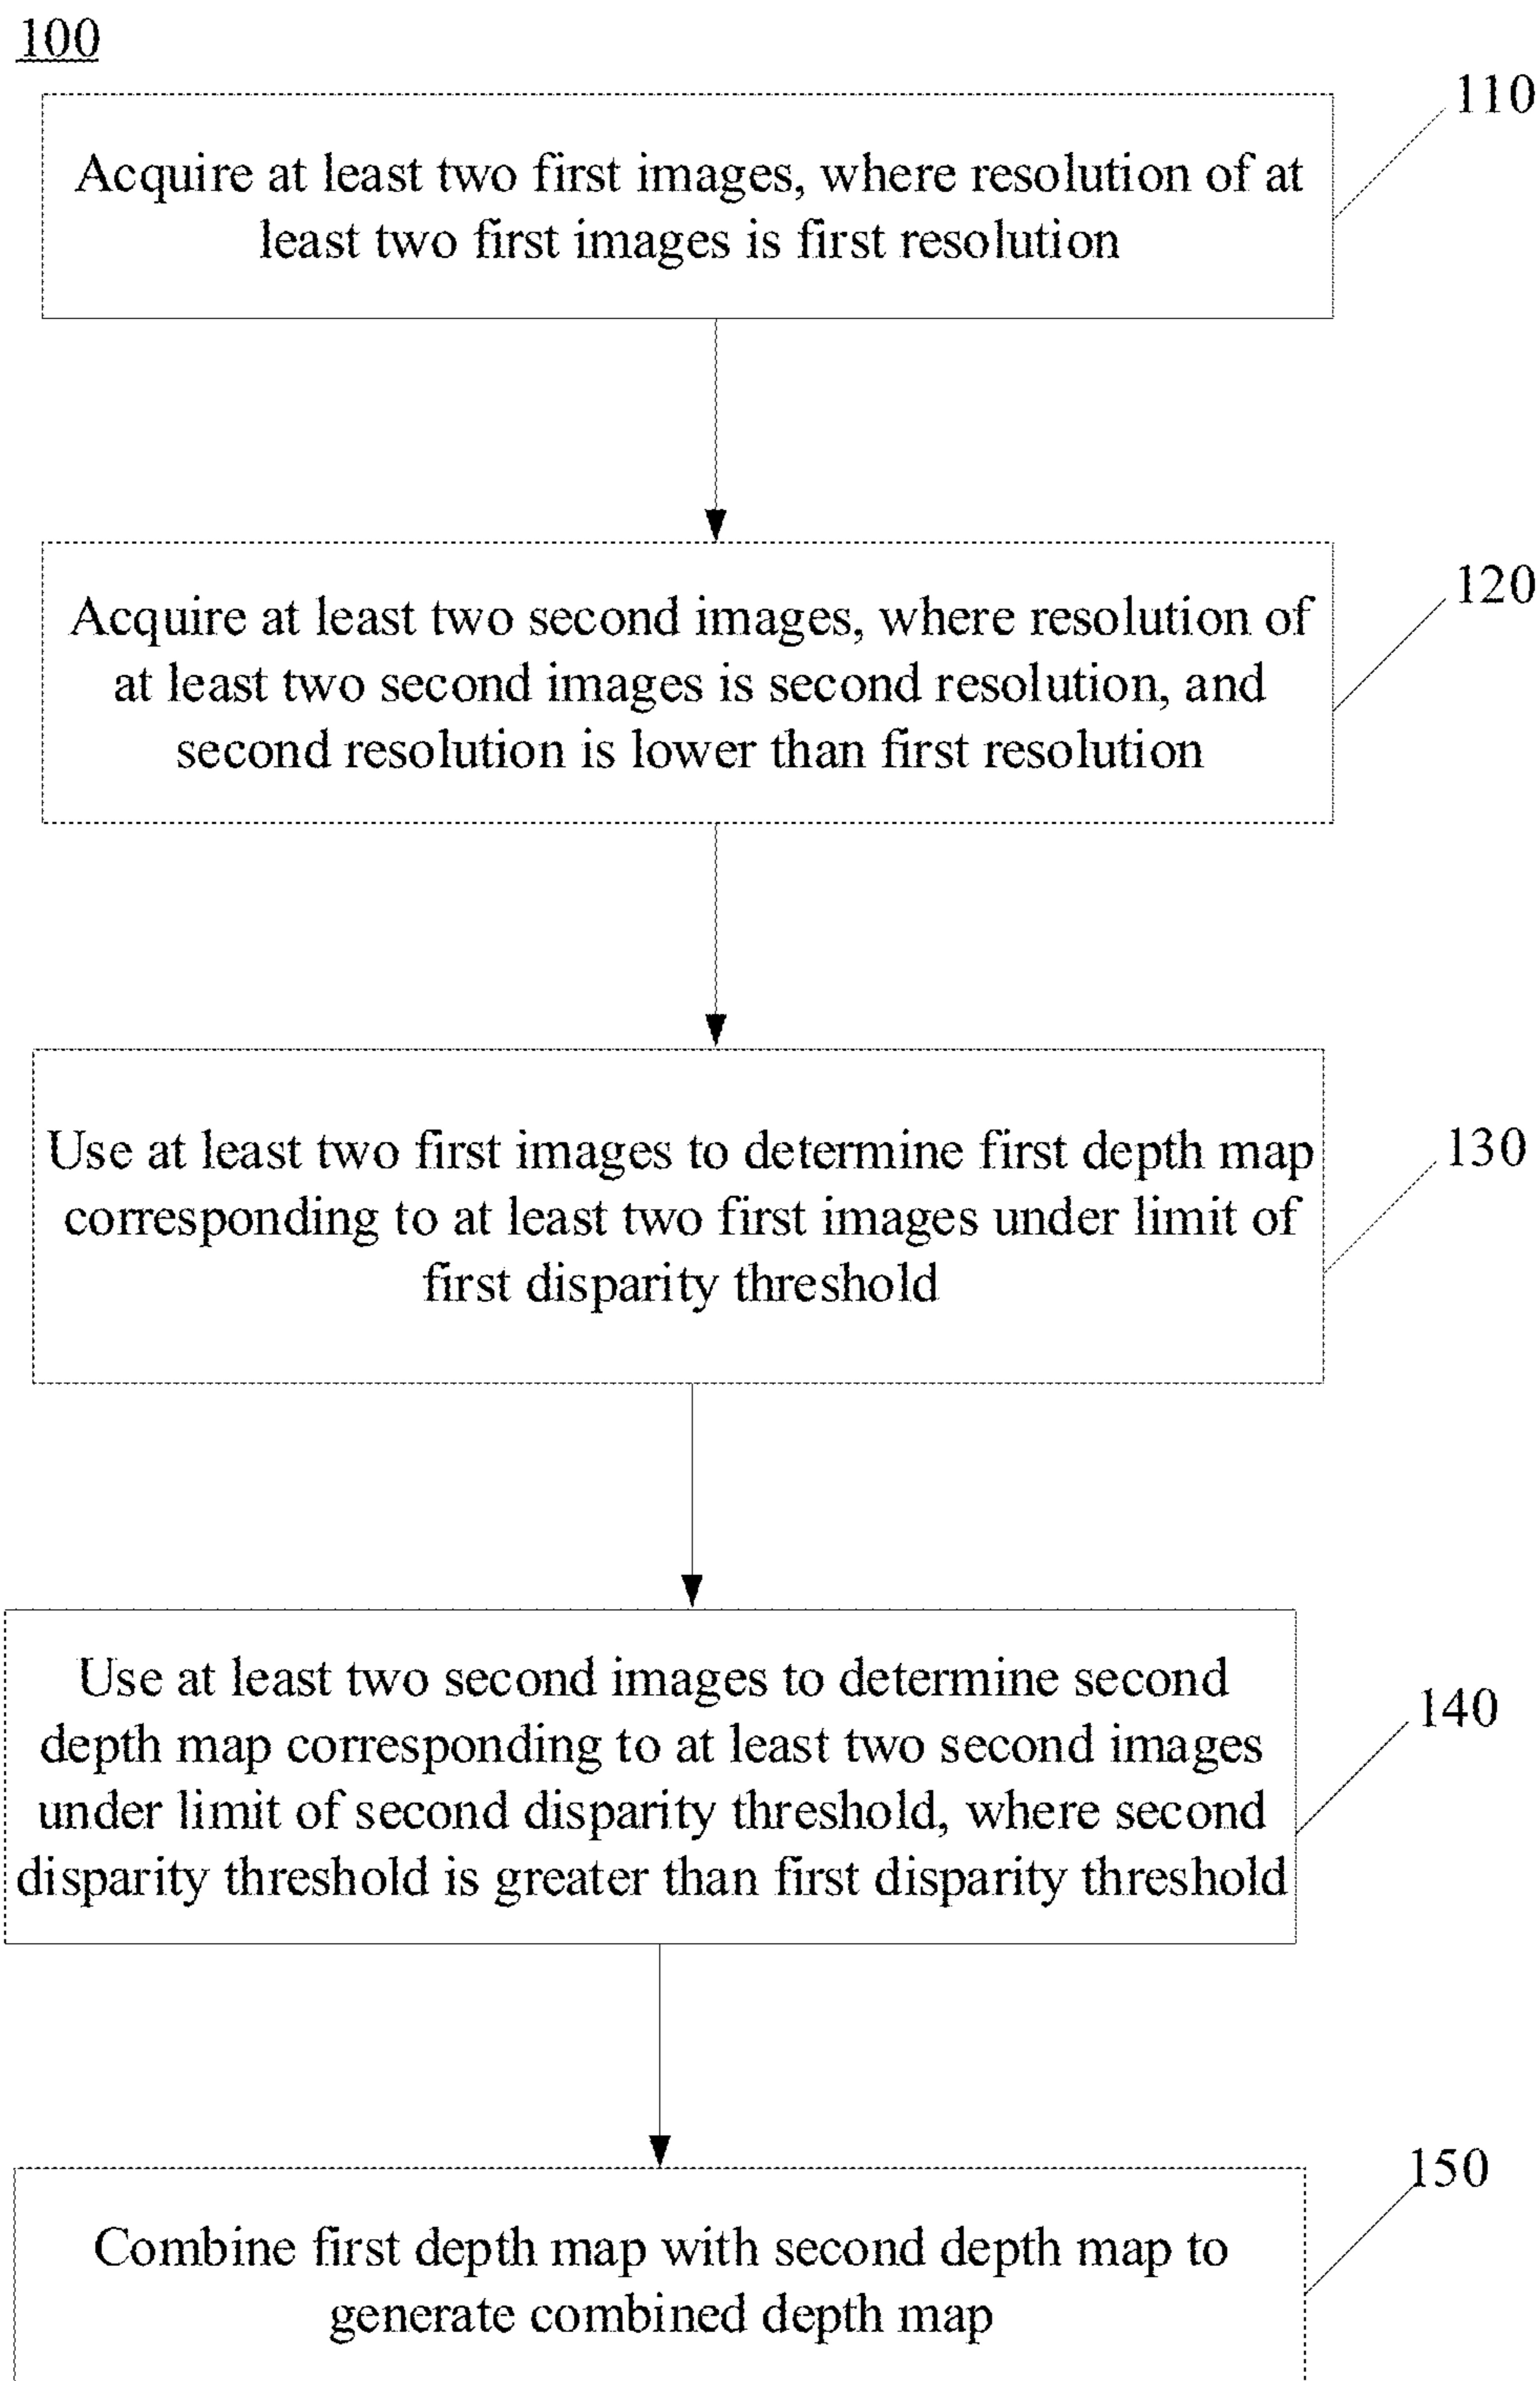 100
110
Acquire at least two first images, where resolution of at
least two first images is first resolution
120
Acquire at least two second images, where resolution of
at least two second images is second resolution, and
second resolution is lower than first resolution
130
Use at least two first images to determine first depth map
corresponding to at least two first images under limit of
first disparity threshold
140
Use at least two second images to determine second
depth map corresponding to at least two second images
under limit of second disparity threshold, where second
disparity threshold is greater than first disparity threshold
150
Combine first depth map with second depth map to
generate combined depth map